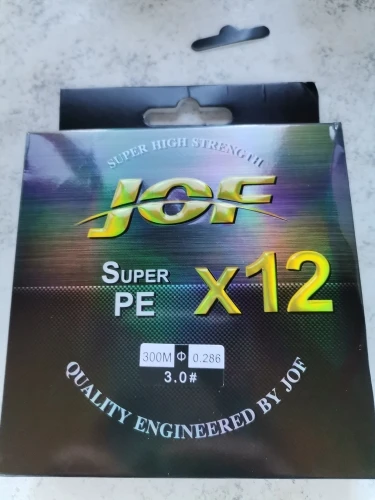 SUPER HIGH STRENGTH
JOF
SUPER PE
X12
300M Φ 0.286
3.0#
QUALITY ENGINEERED BY JOF